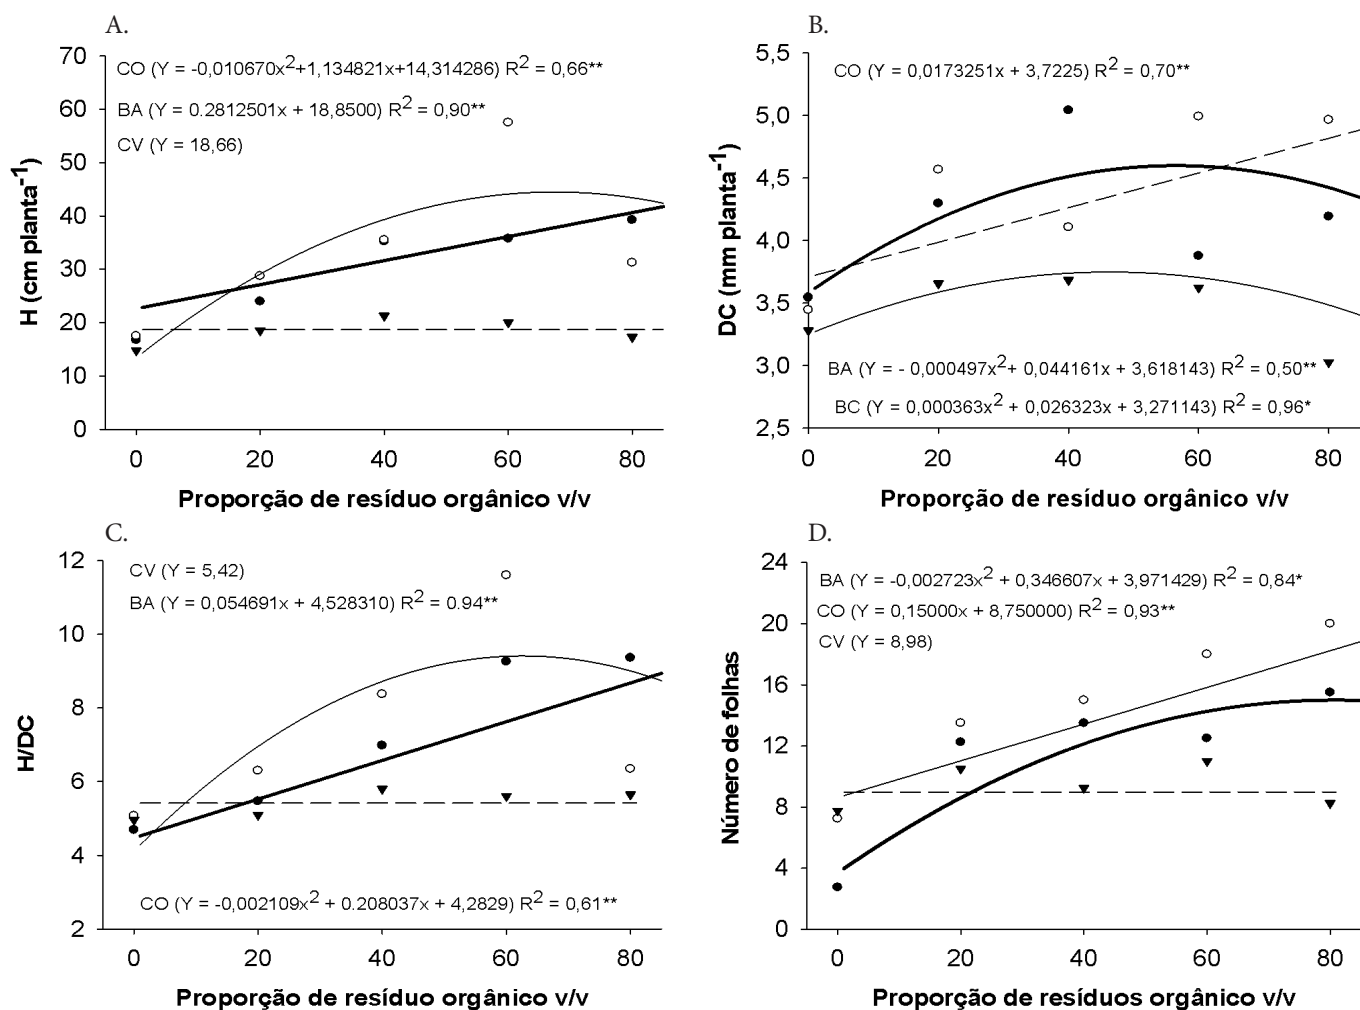 A.
70
60
50
40
30
20
10
0
H (cm planta⁻¹)
CO (Y = -0,010670x²+1,134821x+14,314286) R² = 0,66**
BA (Y = 0.2812501x + 18,8500) R² = 0,90**
CV (Y = 18,66)
0 20 40 60 80
Proporção de resíduo orgânico v/v
B.
5,5
5,0
4,5
4,0
3,5
3,0
2,5
DC (mm planta⁻¹)
CO (Y = 0,0173251x + 3,7225) R² = 0,70**
BA (Y = - 0,000497x²+ 0,044161x + 3,618143) R² = 0,50**
BC (Y = 0,000363x² + 0,026323x + 3,271143) R² = 0,96*
0 20 40 60 80
Proporção de resíduo orgânico v/v
C.
12
10
8
6
4
2
H/DC
CV (Y = 5,42)
BA (Y = 0,054691x + 4,528310) R² = 0.94**
CO (Y = -0,002109x² + 0.208037x + 4,2829) R² = 0,61**
0 20 40 60 80
Proporção de resíduo orgânico v/v
D.
24
20
16
12
8
4
0
Número de folhas
BA (Y = -0,002723x² + 0,346607x + 3,971429) R² = 0,84*
CO (Y = 0,15000x + 8,750000) R² = 0,93**
CV (Y = 8,98)
0 20 40 60 80
Proporção de resíduos orgânico v/v